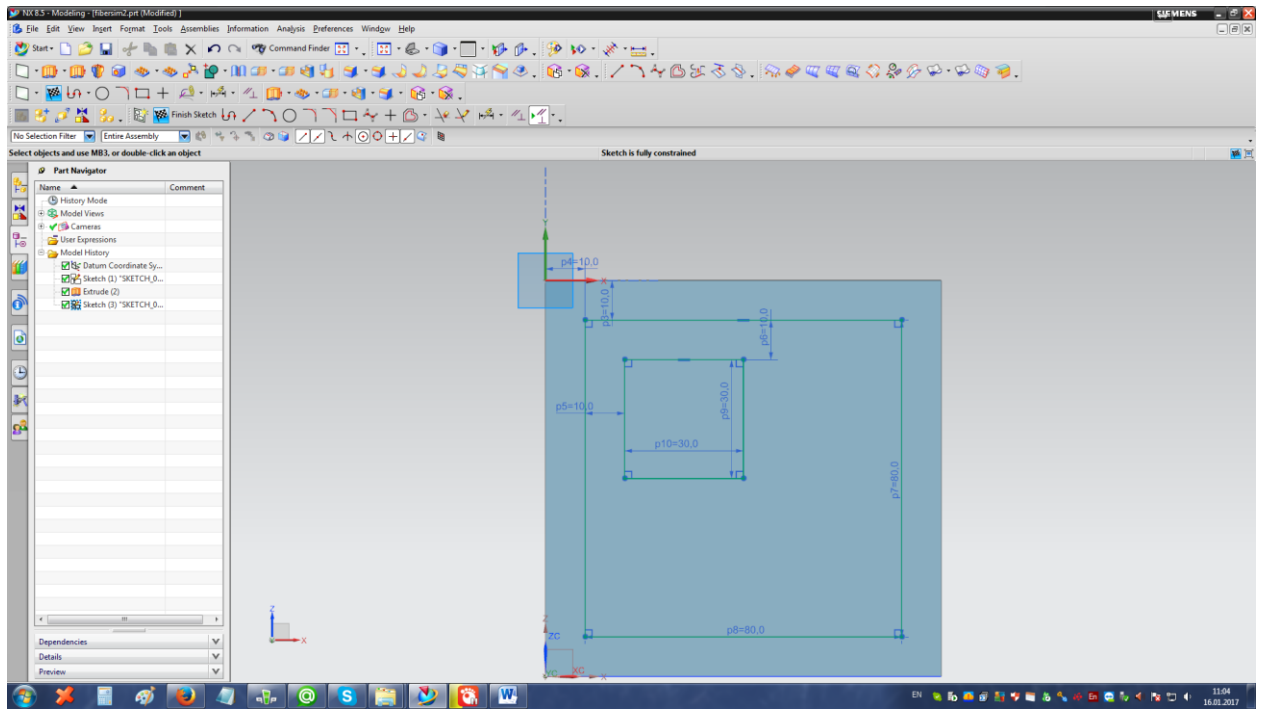 NX 8.5 - Modeling - [fibersim2.prt (Modified) ]
SIEMENS
File Edit View Insert Format Tools Assemblies Information Analysis Preferences Window Help
Start Command Finder
Finish Sketch
No Selection Filter Entire Assembly
Select objects and use MB3, or double-click an object
Sketch is fully constrained
Part Navigator
Name Comment
History Mode
Model Views
Cameras
User Expressions
Model History
Datum Coordinate Sy...
Sketch (1) "SKETCH_0...
Extrude (2)
Sketch (3) "SKETCH_0...
Dependencies
Details
Preview
Y
p4=10,0
X
p3=10,0
p6=10,0
p5=10,0
p9=30,0
p10=30,0
p7=80,0
p8=80,0
Z
X
Z
ZC
YC XC X
EN 11:04
16.01.2017